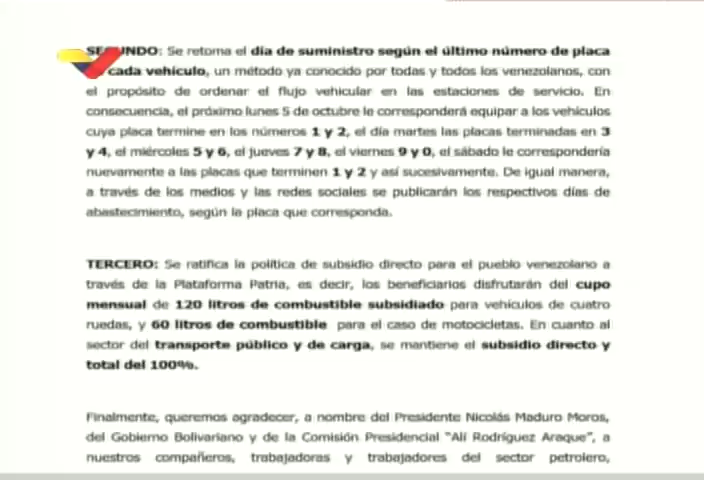 SEGUNDO: Se retoma el día de suministro según el último número de placa
de cada vehículo, un método ya conocido por todas y todos los venezolanos, con
el propósito de ordenar el flujo vehicular en las estaciones de servicio. En
consecuencia, el próximo lunes 5 de octubre le corresponderá equipar a los vehículos
cuya placa termine en los números 1 y 2, el día martes las placas terminadas en 3
y 4, el miércoles 5 y 6, el jueves 7 y 8, el viernes 9 y 0, el sábado le correspondería
nuevamente a las placas que terminen 1 y 2 y así sucesivamente. De igual manera,
a través de los medios y las redes sociales se publicarán los respectivos días de
abastecimiento, según la placa que corresponda.
TERCERO: Se ratifica la política de subsidio directo para el pueblo venezolano a
través de la Plataforma Patria, es decir, los beneficiarios disfrutarán del cupo
mensual de 120 litros de combustible subsidiado para vehículos de cuatro
ruedas, y 60 litros de combustible para el caso de motocicletas. En cuanto al
sector del transporte público y de carga, se mantiene el subsidio directo y
total del 100%.
Finalmente, queremos agradecer, a nombre del Presidente Nicolás Maduro Moros,
del Gobierno Bolivariano y de la Comisión Presidencial "Alí Rodríguez Araque", a
nuestros compañeros, trabajadoras y trabajadores del sector petrolero,